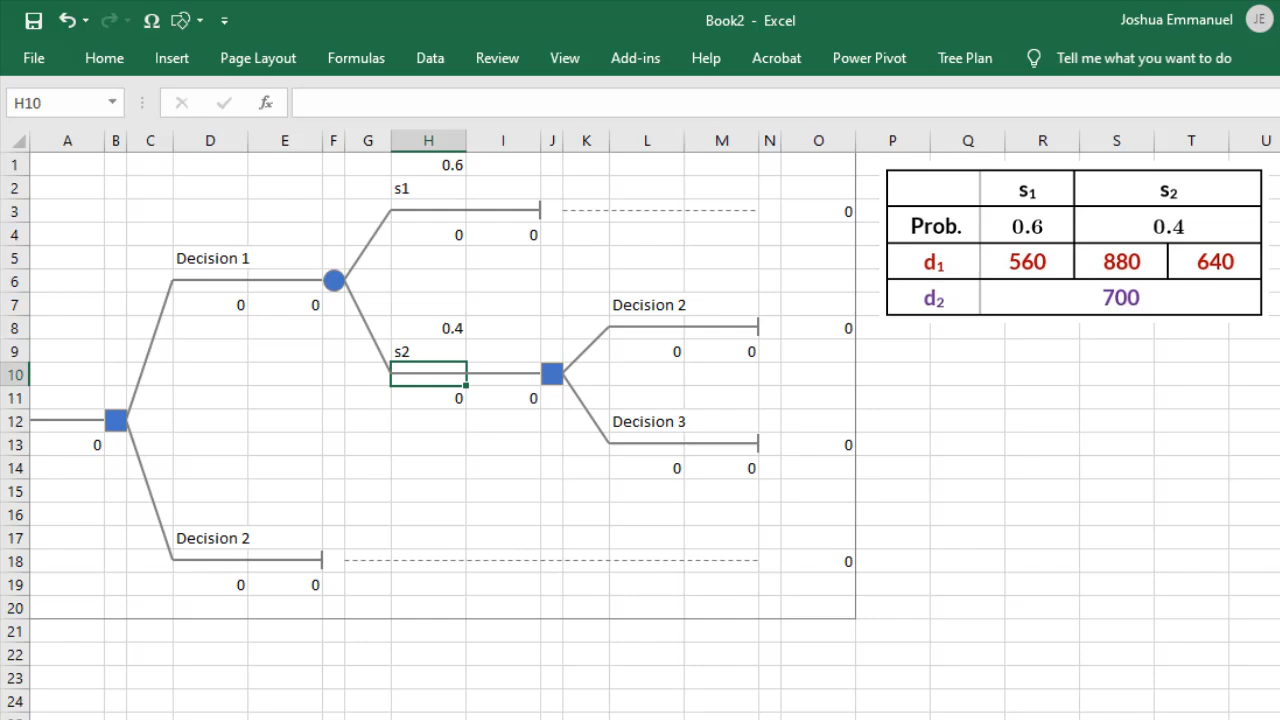 Book2 - Excel
Joshua Emmanuel
JE
File Home Insert Page Layout Formulas Data Review View Add-ins Help Acrobat Power Pivot Tree Plan Tell me what you want to do
H10
fx
A B C D E F G H I J K L M N O P Q R S T U
1 0.6
2 s1
3 0
4 0 0
5 Decision 1
6
7 0 0 Decision 2
8 0.4 0
9 s2 0 0
10
11 0 0
12 Decision 3
13 0 0
14 0 0
15
16
17 Decision 2
18 0
19 0 0
20
21
22
23
24
s₁ s₂
Prob. 0.6 0.4
d₁ 560 880 640
d₂ 700